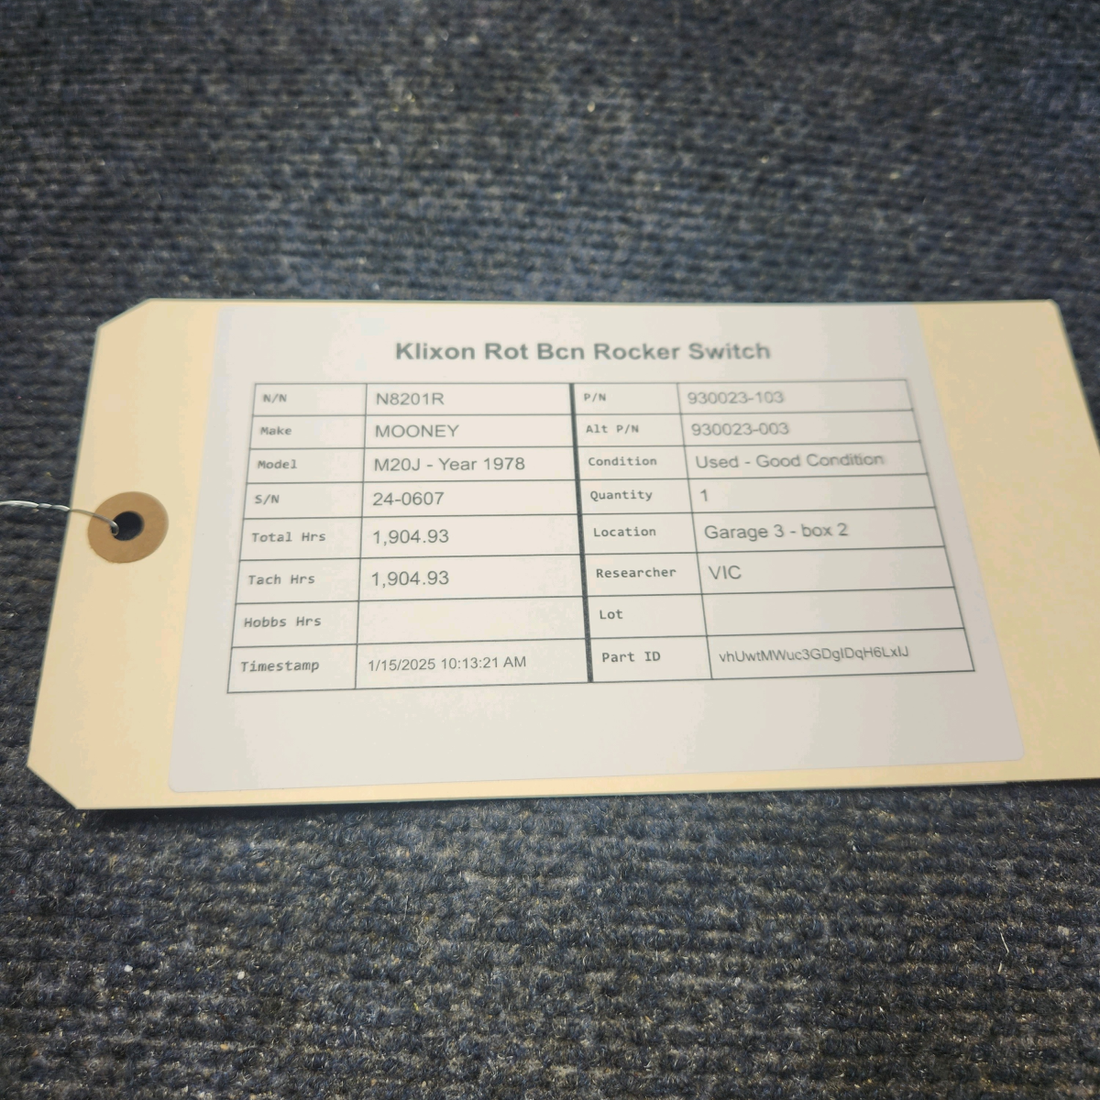 Klixon Rot Bcn Rocker Switch
N/N N8201R P/N 930023-103
Make MOONEY Alt P/N 930023-003
Model M20J - Year 1978 Condition Used - Good Condition
S/N 24-0607 Quantity 1
Total Hrs 1,904.93 Location Garage 3 - box 2
Tach Hrs 1,904.93 Researcher VIC
Hobbs Hrs Lot
Timestamp 1/15/2025 10:13:21 AM Part ID